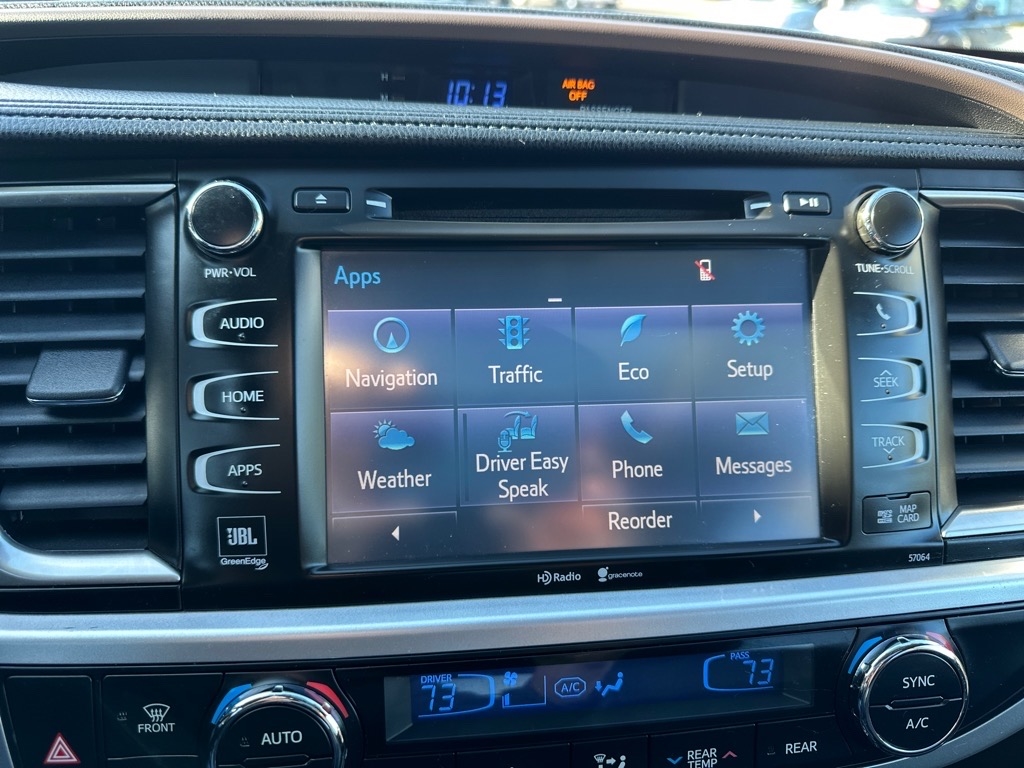 10:13
AIR BAG
OFF
PASSENGER
PWR•VOL
TUNE•SCROLL
AUDIO
HOME
APPS
JBL
GreenEdge
Apps
Navigation
Traffic
Eco
Setup
Weather
Driver Easy
Speak
Phone
Messages
Reorder
SEEK
TRACK
MAP
CARD
57064
HD Radio
gracenote
DRIVER
73
A/C
PASS
73
FRONT
AUTO
SYNC
A/C
REAR
TEMP
REAR